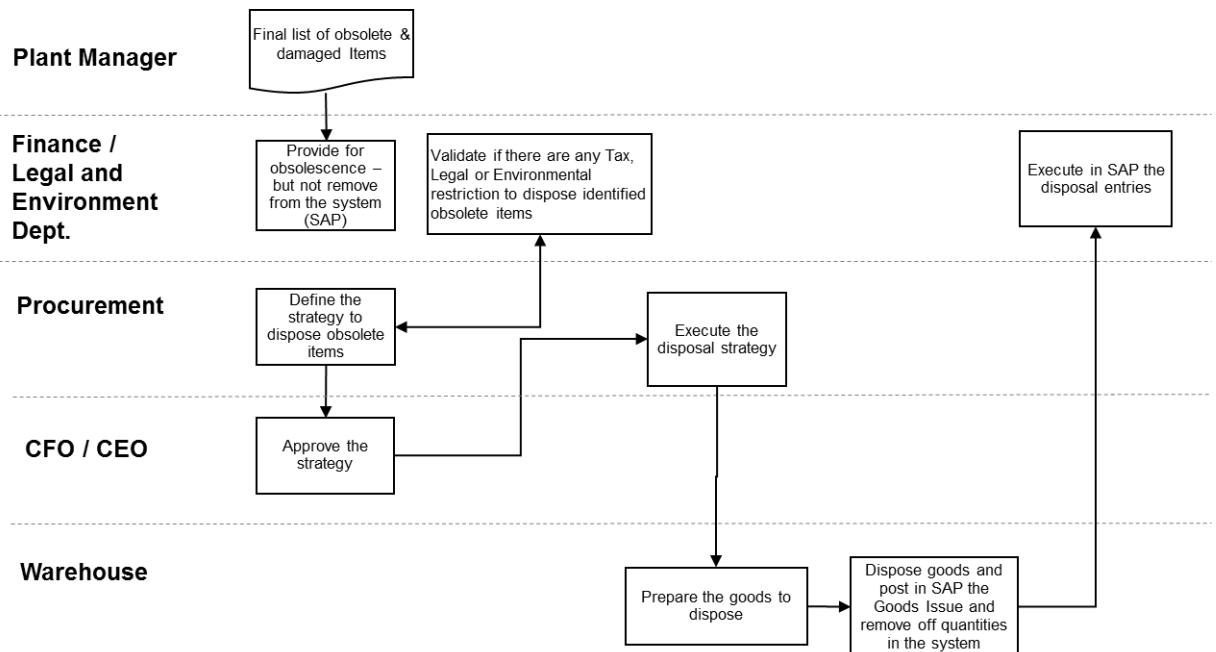 Plant Manager
Final list of obsolete &
damaged Items
Finance /
Legal and
Environment
Dept.
Provide for
obsolescence –
but not remove
from the system
(SAP)
Validate if there are any Tax,
Legal or Environmental
restriction to dispose identified
obsolete items
Execute in SAP the
disposal entries
Procurement
Define the
strategy to
dispose obsolete
items
Execute the
disposal strategy
CFO / CEO
Approve the
strategy
Warehouse
Prepare the goods to
dispose
Dispose goods and
post in SAP the
Goods Issue and
remove off quantities
in the system